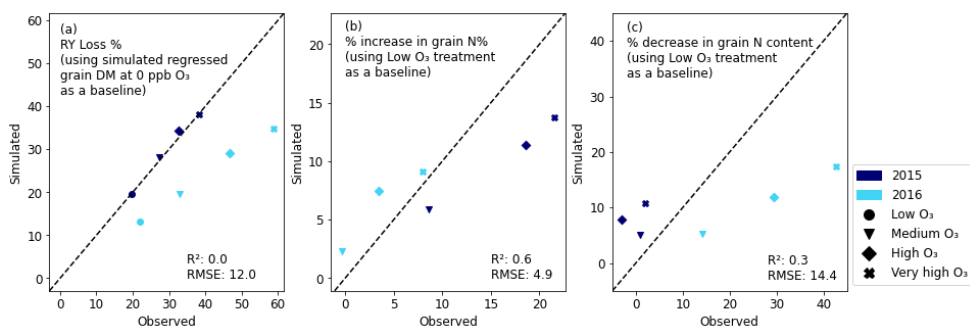 (a)
RY Loss %
(using simulated regressed
grain DM at 0 ppb O₃
as a baseline)
60
50
40
30
20
10
0
Simulated
R²: 0.0
RMSE: 12.0
0 10 20 30 40 50 60
Observed
(b)
% increase in grain N%
(using Low O₃ treatment
as a baseline)
20
15
10
5
0
Simulated
R²: 0.6
RMSE: 4.9
0 5 10 15 20
Observed
(c)
% decrease in grain N content
(using Low O₃ treatment
as a baseline)
40
30
20
10
0
Simulated
R²: 0.3
RMSE: 14.4
0 10 20 30 40
Observed
2015
2016
Low O₃
Medium O₃
High O₃
Very high O₃